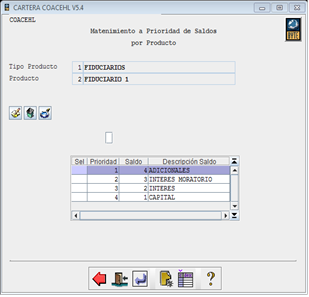 CARTERA COACEHL V5.4
COACEHL
Matenimiento a Prioridad de Saldos
por Producto
BYTE
Tipo Producto 1 FIDUCIARIOS
Producto 2 FIDUCIARIO 1
Sel Prioridad Saldo Descripción Saldo
1 4 ADICIONALES
2 3 INTERES MORATORIO
3 2 INTERES
4 1 CAPITAL
?